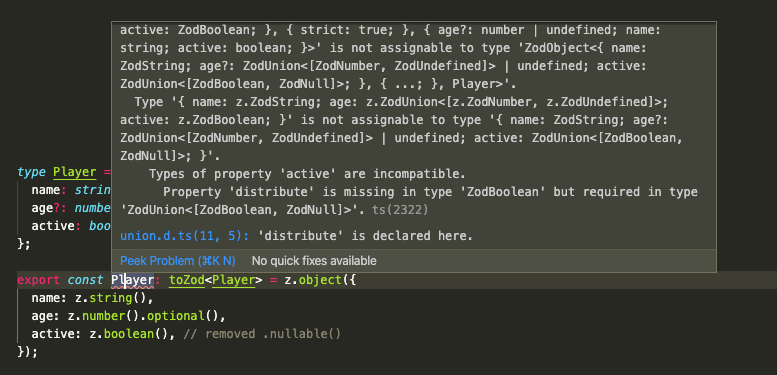 active: ZodBoolean; }, { strict: true; }, { age?: number | undefined; name:
string; active: boolean; }>' is not assignable to type 'ZodObject<{ name:
ZodString; age?: ZodUnion<[ZodNumber, ZodUndefined]> | undefined; active:
ZodUnion<[ZodBoolean, ZodNull]>; }, { ...; }, Player>'.
Type '{ name: z.ZodString; age: z.ZodUnion<[z.ZodNumber, z.ZodUndefined]>;
active: z.ZodBoolean; }' is not assignable to type '{ name: ZodString; age?:
ZodUnion<[ZodNumber, ZodUndefined]> | undefined; active: ZodUnion<[ZodBoolean,
ZodNull]>; }'.
Types of property 'active' are incompatible.
Property 'distribute' is missing in type 'ZodBoolean' but required in type
'ZodUnion<[ZodBoolean, ZodNull]>'. ts(2322)
union.d.ts(11, 5): 'distribute' is declared here.
Peek Problem (⌘K N) No quick fixes available
type Player =
name: strin
age?: numbe
active: boo
};
export const Player: toZod<Player> = z.object({
name: z.string(),
age: z.number().optional(),
active: z.boolean(), // removed .nullable()
});